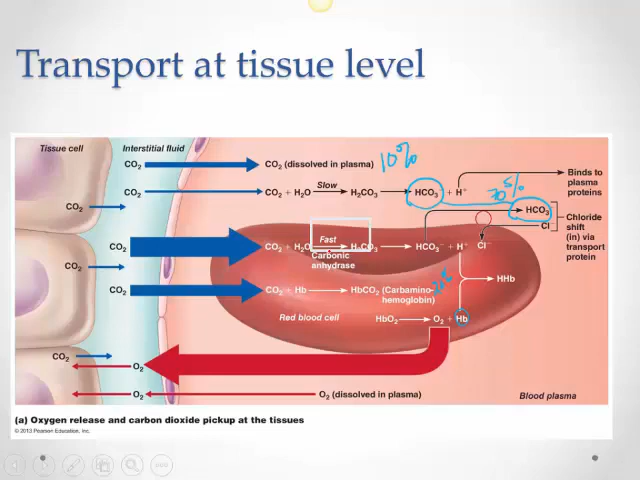 Transport at tissue level
Tissue cell
Interstitial fluid
CO₂
CO₂ (dissolved in plasma)
10%
CO₂
CO₂ + H₂O
Slow
H₂CO₃
HCO₃⁻ + H⁺
Binds to
plasma
proteins
70%
CO₂
HCO₃⁻
Cl⁻
Chloride
shift
(in) via
transport
protein
CO₂
CO₂ + H₂O
Fast
H₂CO₃
HCO₃⁻ + H⁺
Cl⁻
Carbonic
anhydrase
CO₂
CO₂
CO₂ + Hb
HbCO₂ (Carbamino-
hemoglobin)
20%
HHb
Red blood cell
HbO₂
O₂ + Hb
CO₂
O₂
O₂
O₂ (dissolved in plasma)
Blood plasma
(a) Oxygen release and carbon dioxide pickup at the tissues
© 2013 Pearson Education, Inc.